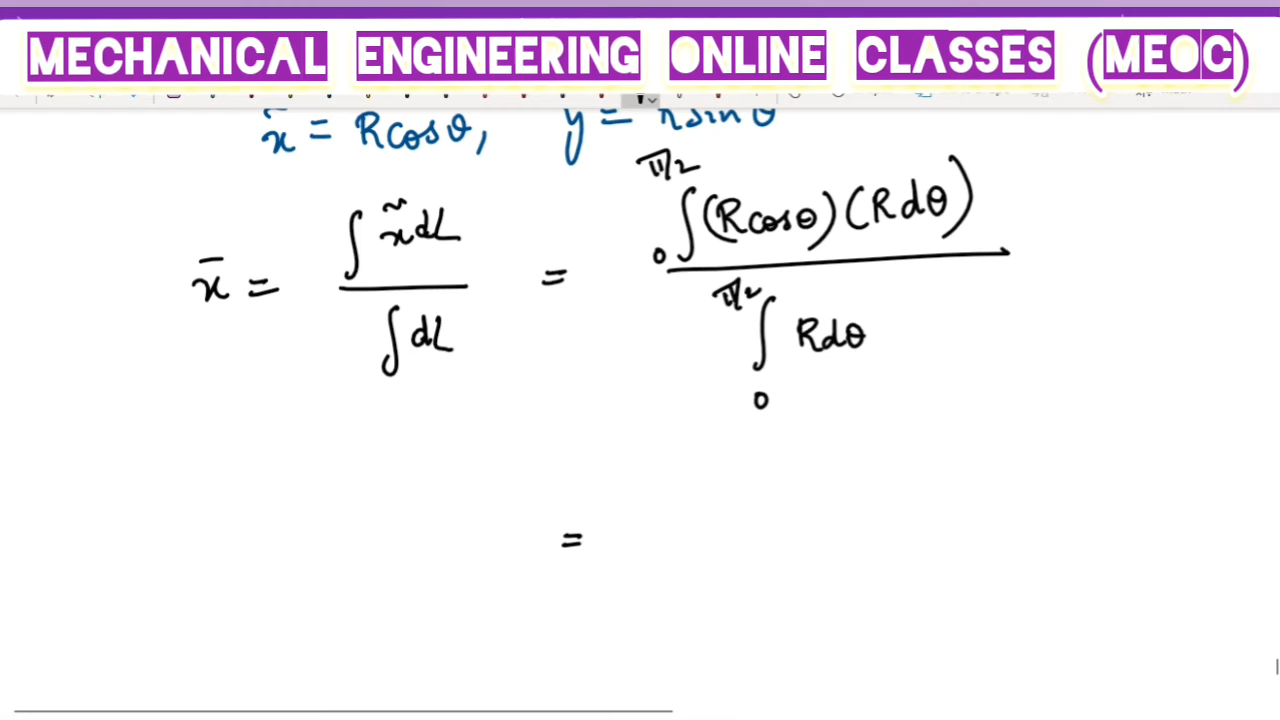 MECHANICAL ENGINEERING ONLINE CLASSES (MEOC)
x̃ = Rcosθ, ỹ = Rsinθ
x̄ = ∫ x̃ dL / ∫ dL = ∫₀^(π/2) (Rcosθ)(Rdθ) / ∫₀^(π/2) Rdθ
=